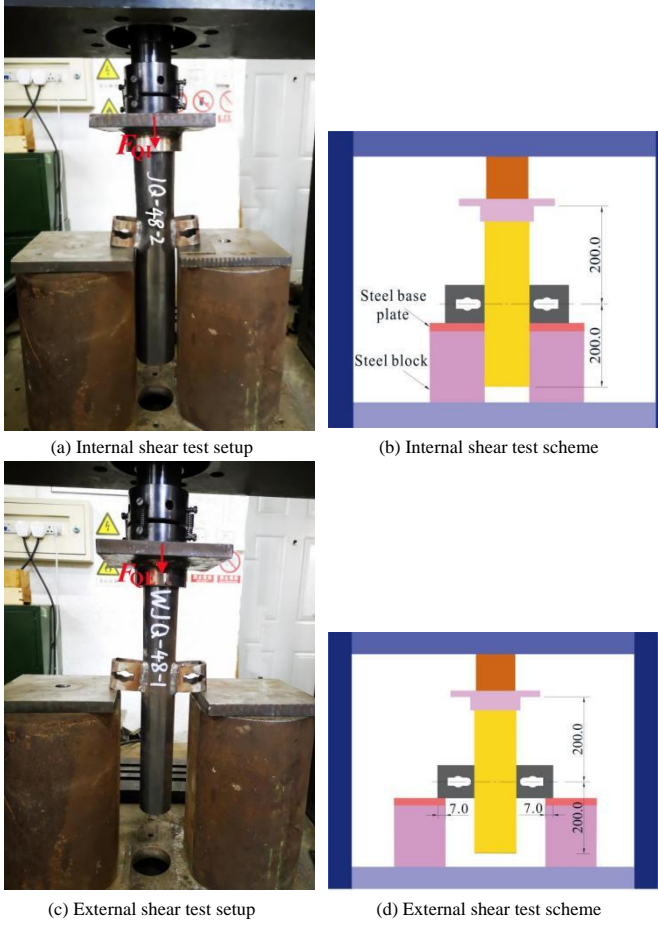 F_Q1
JQ-48-2
200.0
Steel base
plate
Steel block
200.0
(a) Internal shear test setup
(b) Internal shear test scheme
WJQ-48-1
200.0
7.0
7.0
200.0
(c) External shear test setup
(d) External shear test scheme